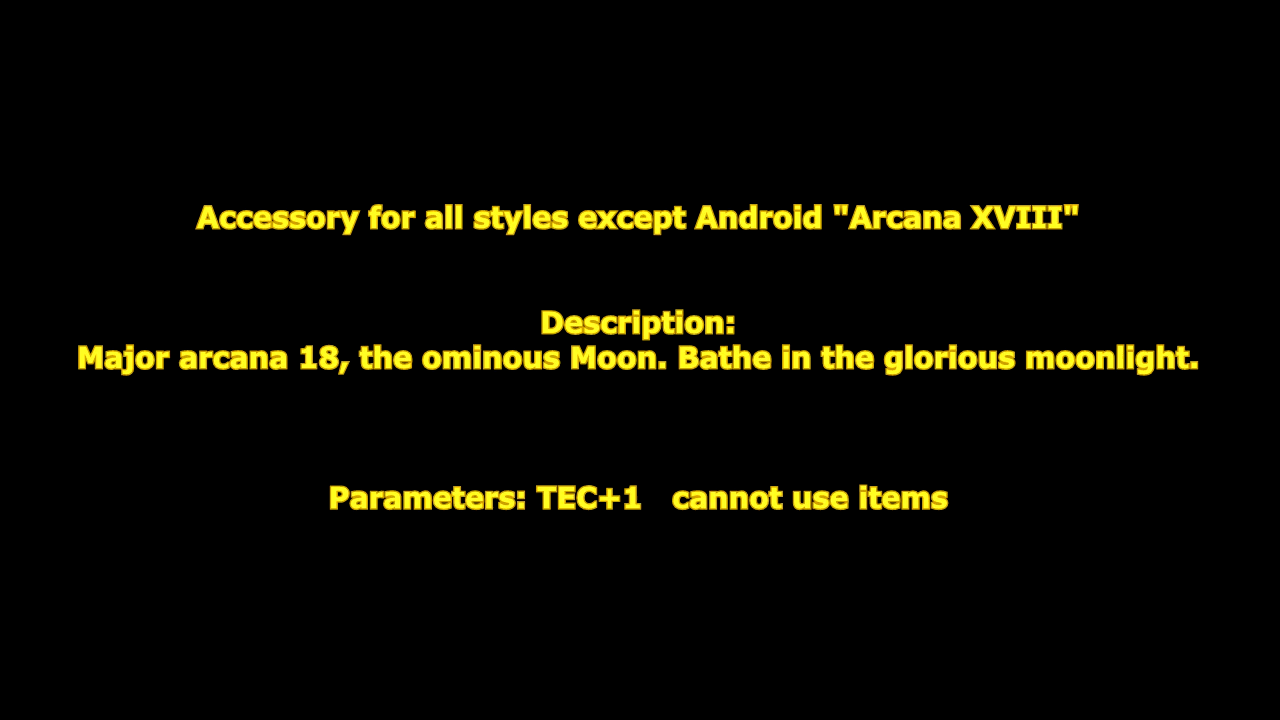 Accessory for all styles except Android "Arcana XVIII"
Description:
Major arcana 18, the ominous Moon. Bathe in the glorious moonlight.
Parameters: TEC+1   cannot use items